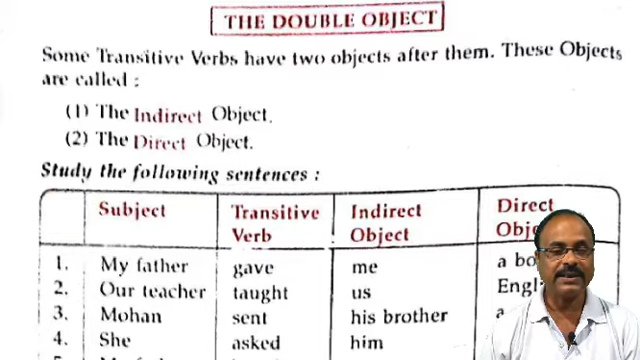 THE DOUBLE OBJECT
Some Transitive Verbs have two objects after them. These Objects
are called :
(1) The Indirect Object.
(2) The Direct Object.
Study the following sentences :
Subject Transitive Verb Indirect Object Direct
1. My father gave me a
2. Our teacher taught us
3. Mohan sent his brother a
4. She asked him